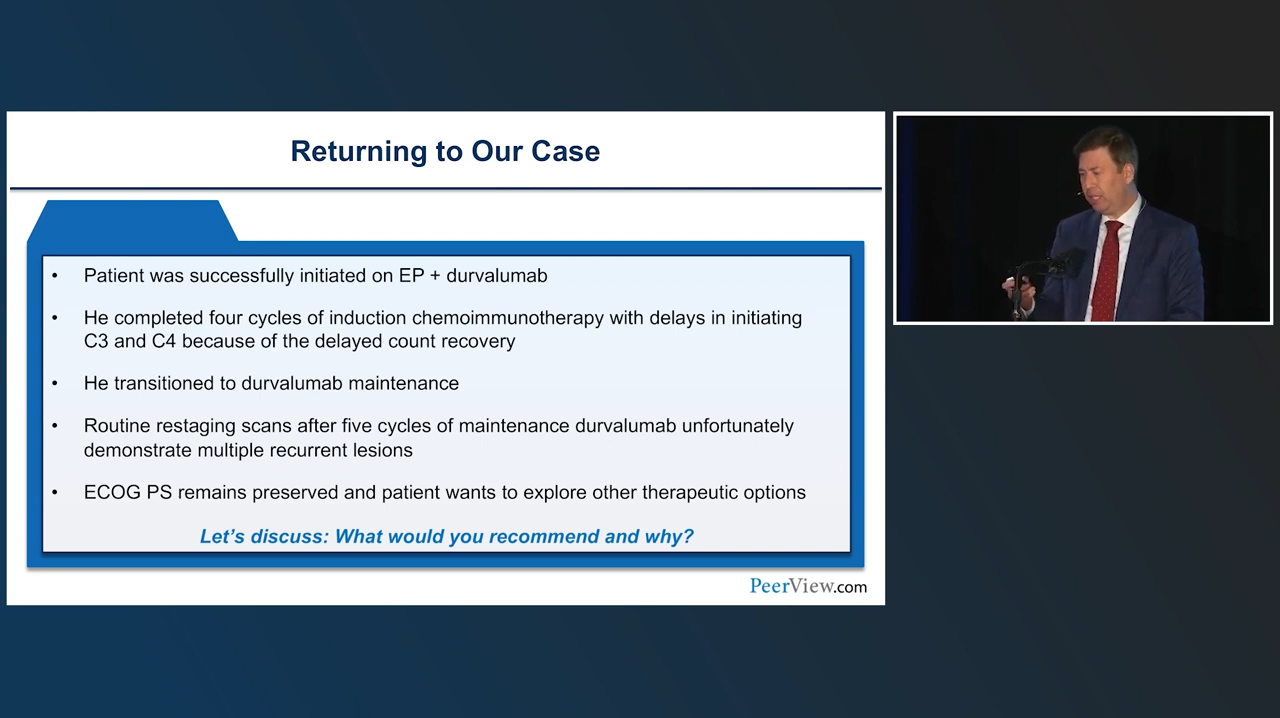 Returning to Our Case
• Patient was successfully initiated on EP + durvalumab
• He completed four cycles of induction chemoimmunotherapy with delays in initiating
C3 and C4 because of the delayed count recovery
• He transitioned to durvalumab maintenance
• Routine restaging scans after five cycles of maintenance durvalumab unfortunately
demonstrate multiple recurrent lesions
• ECOG PS remains preserved and patient wants to explore other therapeutic options
Let's discuss: What would you recommend and why?
PeerView.com